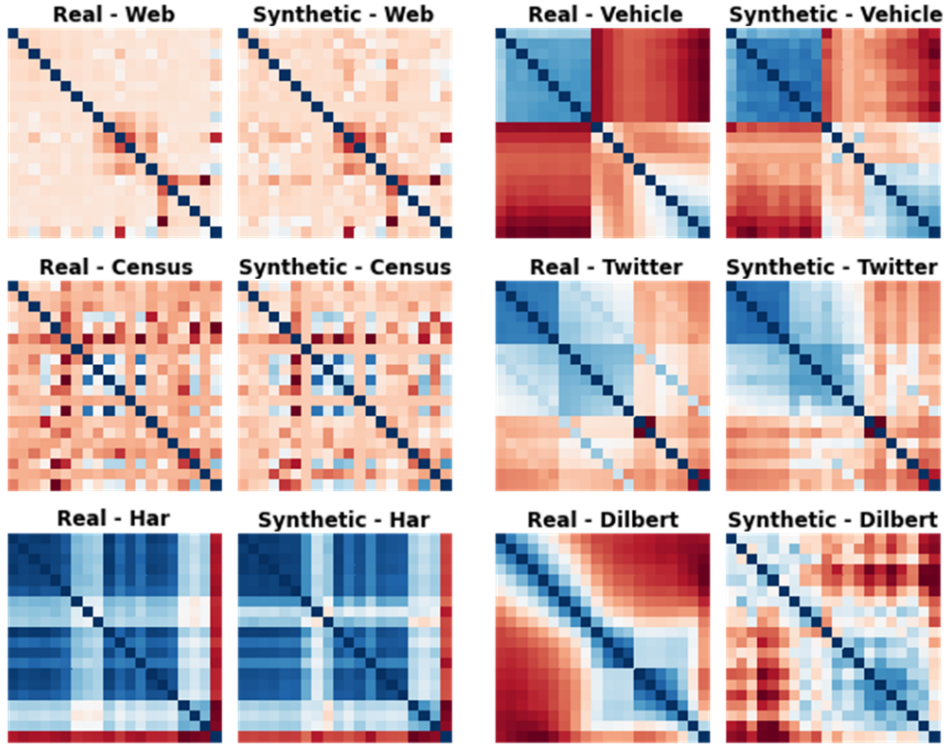 Real - Web
Synthetic - Web
Real - Vehicle
Synthetic - Vehicle
Real - Census
Synthetic - Census
Real - Twitter
Synthetic - Twitter
Real - Har
Synthetic - Har
Real - Dilbert
Synthetic - Dilbert